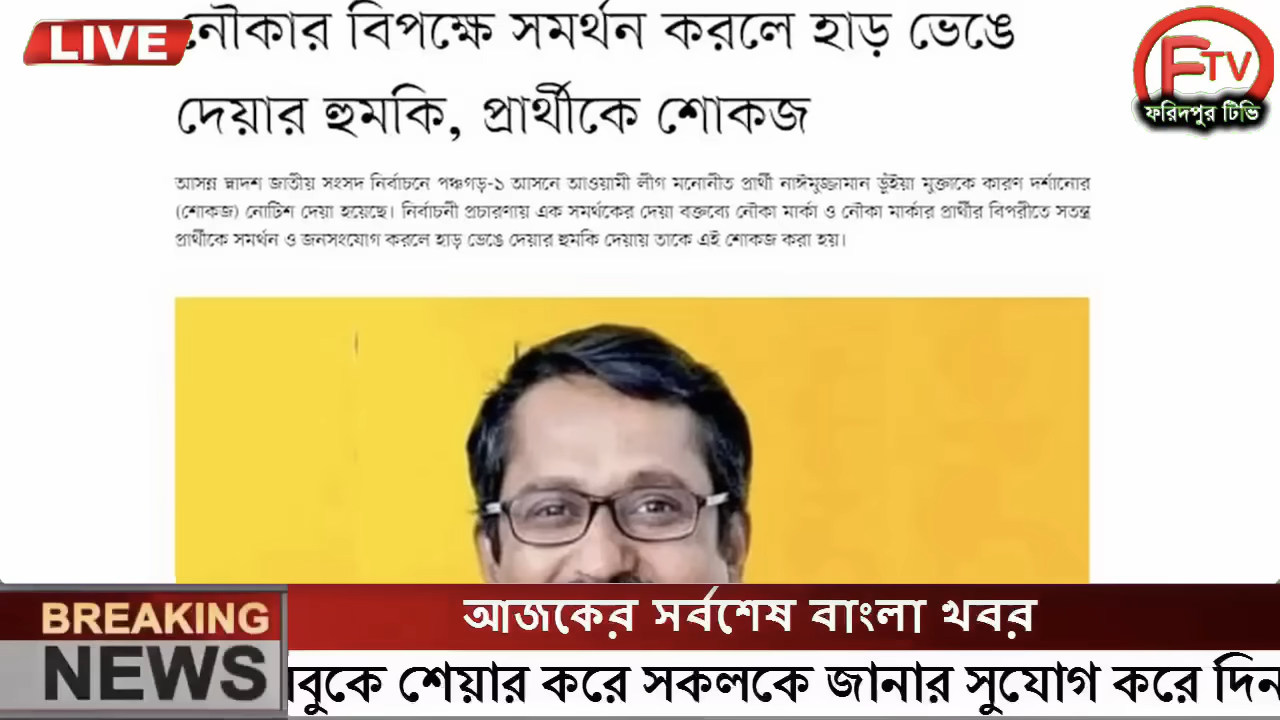 LIVE
নৌকার বিপক্ষে সমর্থন করলে হাড় ভেঙে
দেয়ার হুমকি, প্রার্থীকে শোকজ
FTV
ফরিদপুর টিভি
আসন্ন দ্বাদশ জাতীয় সংসদ নির্বাচনে পঞ্চগড়-১ আসনে আওয়ামী লীগ মনোনীত প্রার্থী নাঈমুজ্জামান ভূঁইয়া মুক্তাকে কারণ দর্শানোর
(শোকজ) নোটিশ দেয়া হয়েছে। নির্বাচনী প্রচারণায় এক সমর্থকের দেয়া বক্তব্যে নৌকা মার্কা ও নৌকা মার্কার প্রার্থীর বিপরীতে সতন্ত্র
প্রার্থীকে সমর্থন ও জনসংযোগ করলে হাড় ভেঙে দেয়ার হুমকি দেয়ায় তাকে এই শোকজ করা হয়।
BREAKING
NEWS
আজকের সর্বশেষ বাংলা খবর
বুকে শেয়ার করে সকলকে জানার সুযোগ করে দিন